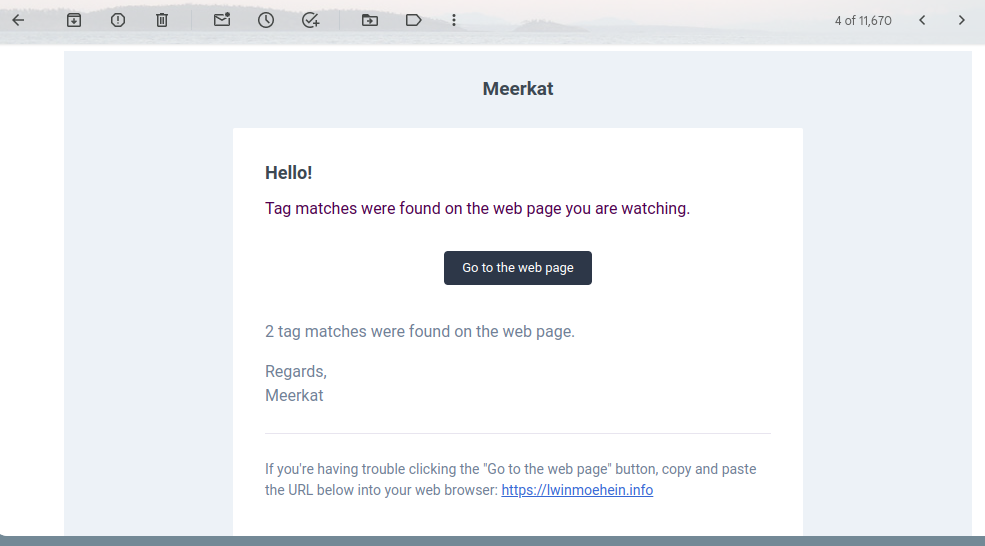 4 of 11,670
Meerkat
Hello!
Tag matches were found on the web page you are watching.
Go to the web page
2 tag matches were found on the web page.
Regards,
Meerkat
If you're having trouble clicking the "Go to the web page" button, copy and paste
the URL below into your web browser: https://lwinmoehein.info